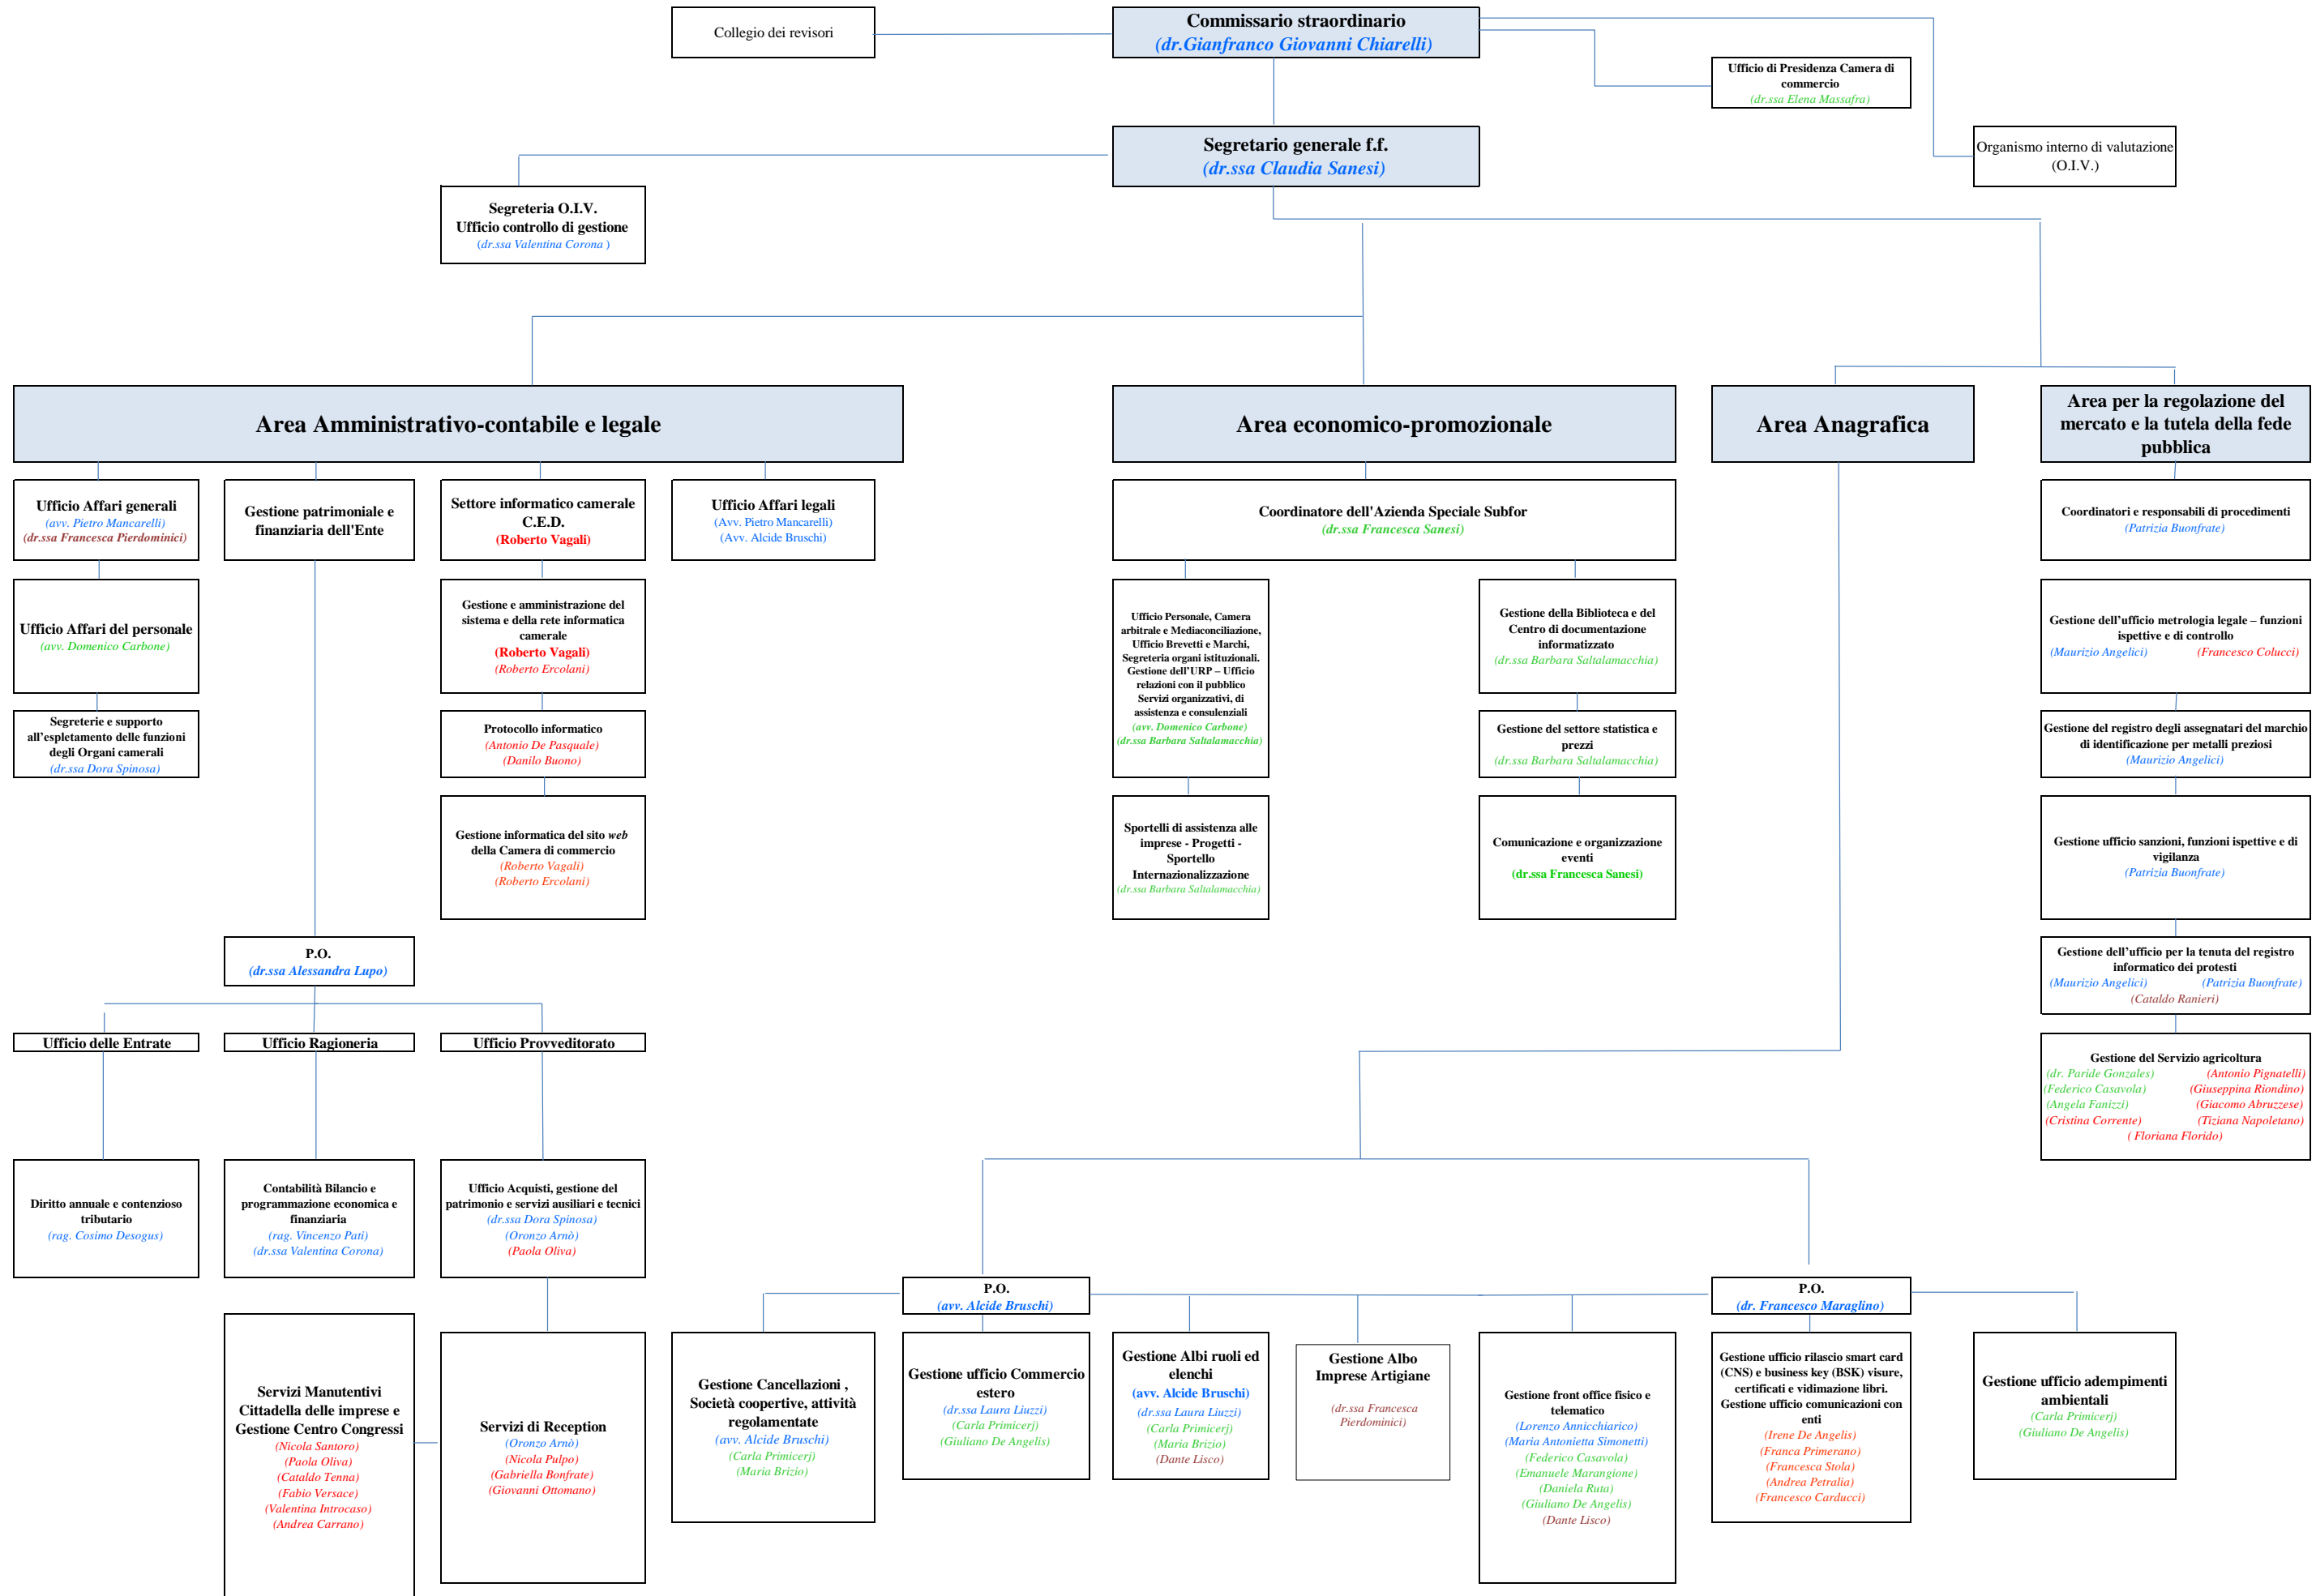 Collegio dei revisori
Commissario straordinario
(dr.Gianfranco Giovanni Chiarelli)
Ufficio di Presidenza Camera di
commercio
(dr.ssa Elena Massafra)
Segretario generale f.f.
(dr.ssa Claudia Sanesi)
Organismo interno di valutazione
(O.I.V.)
Segreteria O.I.V.
Ufficio controllo di gestione
(dr.ssa Valentina Corona )
Area Amministrativo-contabile e legale
Area economico-promozionale
Area Anagrafica
Area per la regolazione del
mercato e la tutela della fede
pubblica
Ufficio Affari generali
(avv. Pietro Mancarelli)
(dr.ssa Francesca Pierdominici)
Gestione patrimoniale e
finanziaria dell'Ente
Settore informatico camerale
C.E.D.
(Roberto Vagali)
Ufficio Affari legali
(Avv. Pietro Mancarelli)
(Avv. Alcide Bruschi)
Coordinatore dell'Azienda Speciale Subfor
(dr.ssa Francesca Sanesi)
Coordinatori e responsabili di procedimenti
(Patrizia Buonfrate)
Ufficio Affari del personale
(avv. Domenico Carbone)
Gestione e amministrazione del
sistema e della rete informatica
camerale
(Roberto Vagali)
(Roberto Ercolani)
Ufficio Personale, Camera
arbitrale e Mediaconciliazione,
Ufficio Brevetti e Marchi,
Segreteria organi istituzionali.
Gestione dell'URP – Ufficio
relazioni con il pubblico
Servizi organizzativi, di
assistenza e consulenziali
(avv. Domenico Carbone)
(dr.ssa Barbara Saltalamacchia)
Gestione della Biblioteca e del
Centro di documentazione
informatizzato
(dr.ssa Barbara Saltalamacchia)
Gestione dell’ufficio metrologia legale – funzioni
ispettive e di controllo
(Maurizio Angelici) (Francesco Colucci)
Segreterie e supporto
all'espletamento delle funzioni
degli Organi camerali
(dr.ssa Dora Spinosa)
Protocollo informatico
(Antonio De Pasquale)
(Danilo Buono)
Gestione del settore statistica e
prezzi
(dr.ssa Barbara Saltalamacchia)
Gestione del registro degli assegnatari del marchio
di identificazione per metalli preziosi
(Maurizio Angelici)
Gestione informatica del sito web
della Camera di commercio
(Roberto Vagali)
(Roberto Ercolani)
Sportelli di assistenza alle
imprese - Progetti -
Sportello
Internazionalizzazione
(dr.ssa Barbara Saltalamacchia)
Comunicazione e organizzazione
eventi
(dr.ssa Francesca Sanesi)
Gestione ufficio sanzioni, funzioni ispettive e di
vigilanza
(Patrizia Buonfrate)
P.O.
(dr.ssa Alessandra Lupo)
Gestione dell’ufficio per la tenuta del registro
informatico dei protesti
(Maurizio Angelici) (Patrizia Buonfrate)
(Cataldo Ranieri)
Ufficio delle Entrate
Ufficio Ragioneria
Ufficio Provveditorato
Gestione del Servizio agricoltura
(dr. Paride Gonzales) (Antonio Pignatelli)
(Federico Casavola) (Giuseppina Riondino)
(Angela Fanizzi) (Giacomo Abruzzese)
(Cristina Corrente) (Tiziana Napoletano)
( Floriana Florido)
Diritto annuale e contenzioso
tributario
(rag. Cosimo Desogus)
Contabilità Bilancio e
programmazione economica e
finanziaria
(rag. Vincenzo Pati)
(dr.ssa Valentina Corona)
Ufficio Acquisti, gestione del
patrimonio e servizi ausiliari e tecnici
(dr.ssa Dora Spinosa)
(Oronzo Arnò)
(Paola Oliva)
P.O.
(avv. Alcide Bruschi)
P.O.
(dr. Francesco Maraglino)
Servizi Manutentivi
Cittadella delle imprese e
Gestione Centro Congressi
(Nicola Santoro)
(Paola Oliva)
(Cataldo Tenna)
(Fabio Versace)
(Valentina Introcaso)
(Andrea Carrano)
Servizi di Reception
(Oronzo Arnò)
(Nicola Pulpo)
(Gabriella Bonfrate)
(Giovanni Ottomano)
Gestione Cancellazioni ,
Società coopertive, attività
regolamentate
(avv. Alcide Bruschi)
(Carla Primicerj)
(Maria Brizio)
Gestione ufficio Commercio
estero
(dr.ssa Laura Liuzzi)
(Carla Primicerj)
(Giuliano De Angelis)
Gestione Albi ruoli ed
elenchi
(avv. Alcide Bruschi)
(dr.ssa Laura Liuzzi)
(Carla Primicerj)
(Maria Brizio)
(Dante Lisco)
Gestione Albo
Imprese Artigiane
(dr.ssa Francesca
Pierdominici)
Gestione front office fisico e
telematico
(Lorenzo Annicchiarico)
(Maria Antonietta Simonetti)
(Federico Casavola)
(Emanuele Marangione)
(Daniela Ruta)
(Giuliano De Angelis)
(Dante Lisco)
Gestione ufficio rilascio smart card
(CNS) e business key (BSK) visure,
certificati e vidimazione libri.
Gestione ufficio comunicazioni con
enti
(Irene De Angelis)
(Franca Primerano)
(Francesca Stola)
(Andrea Petralia)
(Francesco Carducci)
Gestione ufficio adempimenti
ambientali
(Carla Primicerj)
(Giuliano De Angelis)